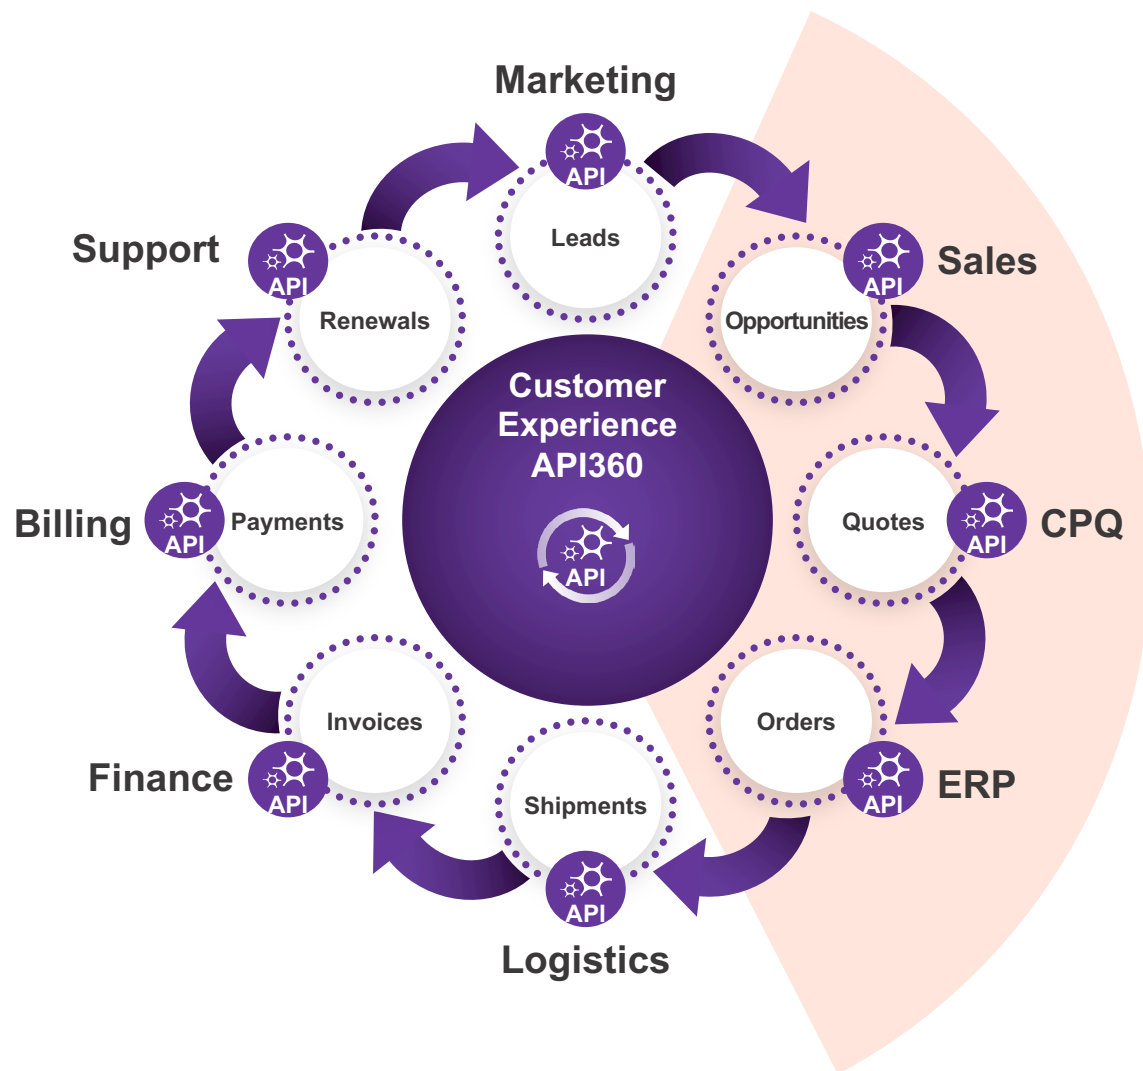 Marketing
API
Leads
Sales
API
Opportunities
CPQ
API
Quotes
ERP
API
Orders
Logistics
API
Shipments
Finance
API
Invoices
Billing
API
Payments
Support
API
Renewals
Customer
Experience
API360
API